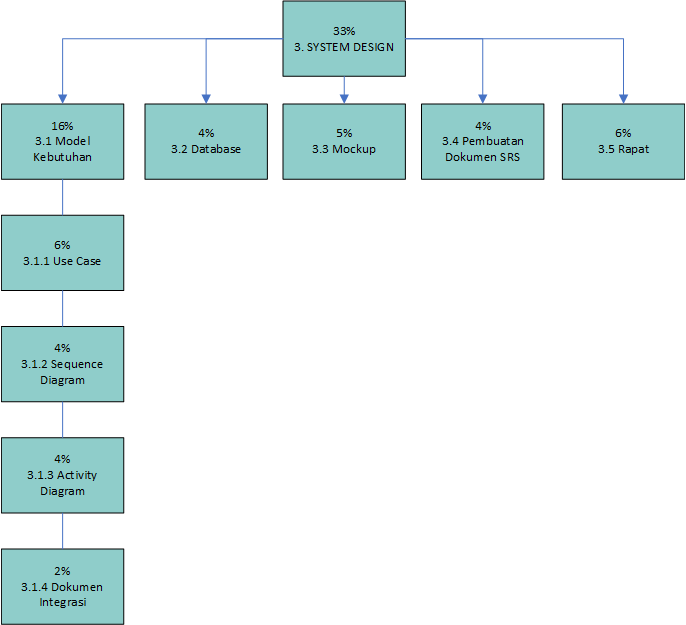 33%
3. SYSTEM DESIGN
16%
3.1 Model
Kebutuhan
4%
3.2 Database
5%
3.3 Mockup
4%
3.4 Pembuatan
Dokumen SRS
6%
3.5 Rapat
6%
3.1.1 Use Case
4%
3.1.2 Sequence
Diagram
4%
3.1.3 Activity
Diagram
2%
3.1.4 Dokumen
Integrasi